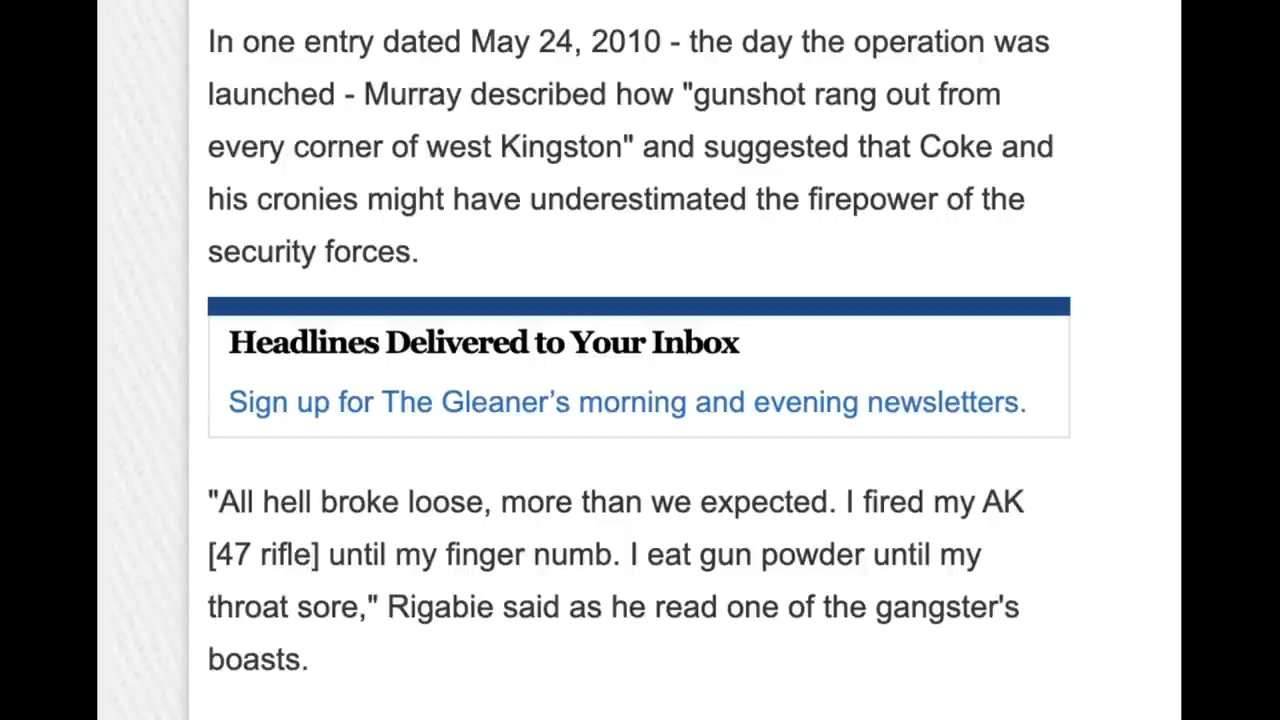 In one entry dated May 24, 2010 - the day the operation was
launched - Murray described how "gunshot rang out from
every corner of west Kingston" and suggested that Coke and
his cronies might have underestimated the firepower of the
security forces.
Headlines Delivered to Your Inbox
Sign up for The Gleaner’s morning and evening newsletters.
"All hell broke loose, more than we expected. I fired my AK
[47 rifle] until my finger numb. I eat gun powder until my
throat sore," Rigabie said as he read one of the gangster's
boasts.